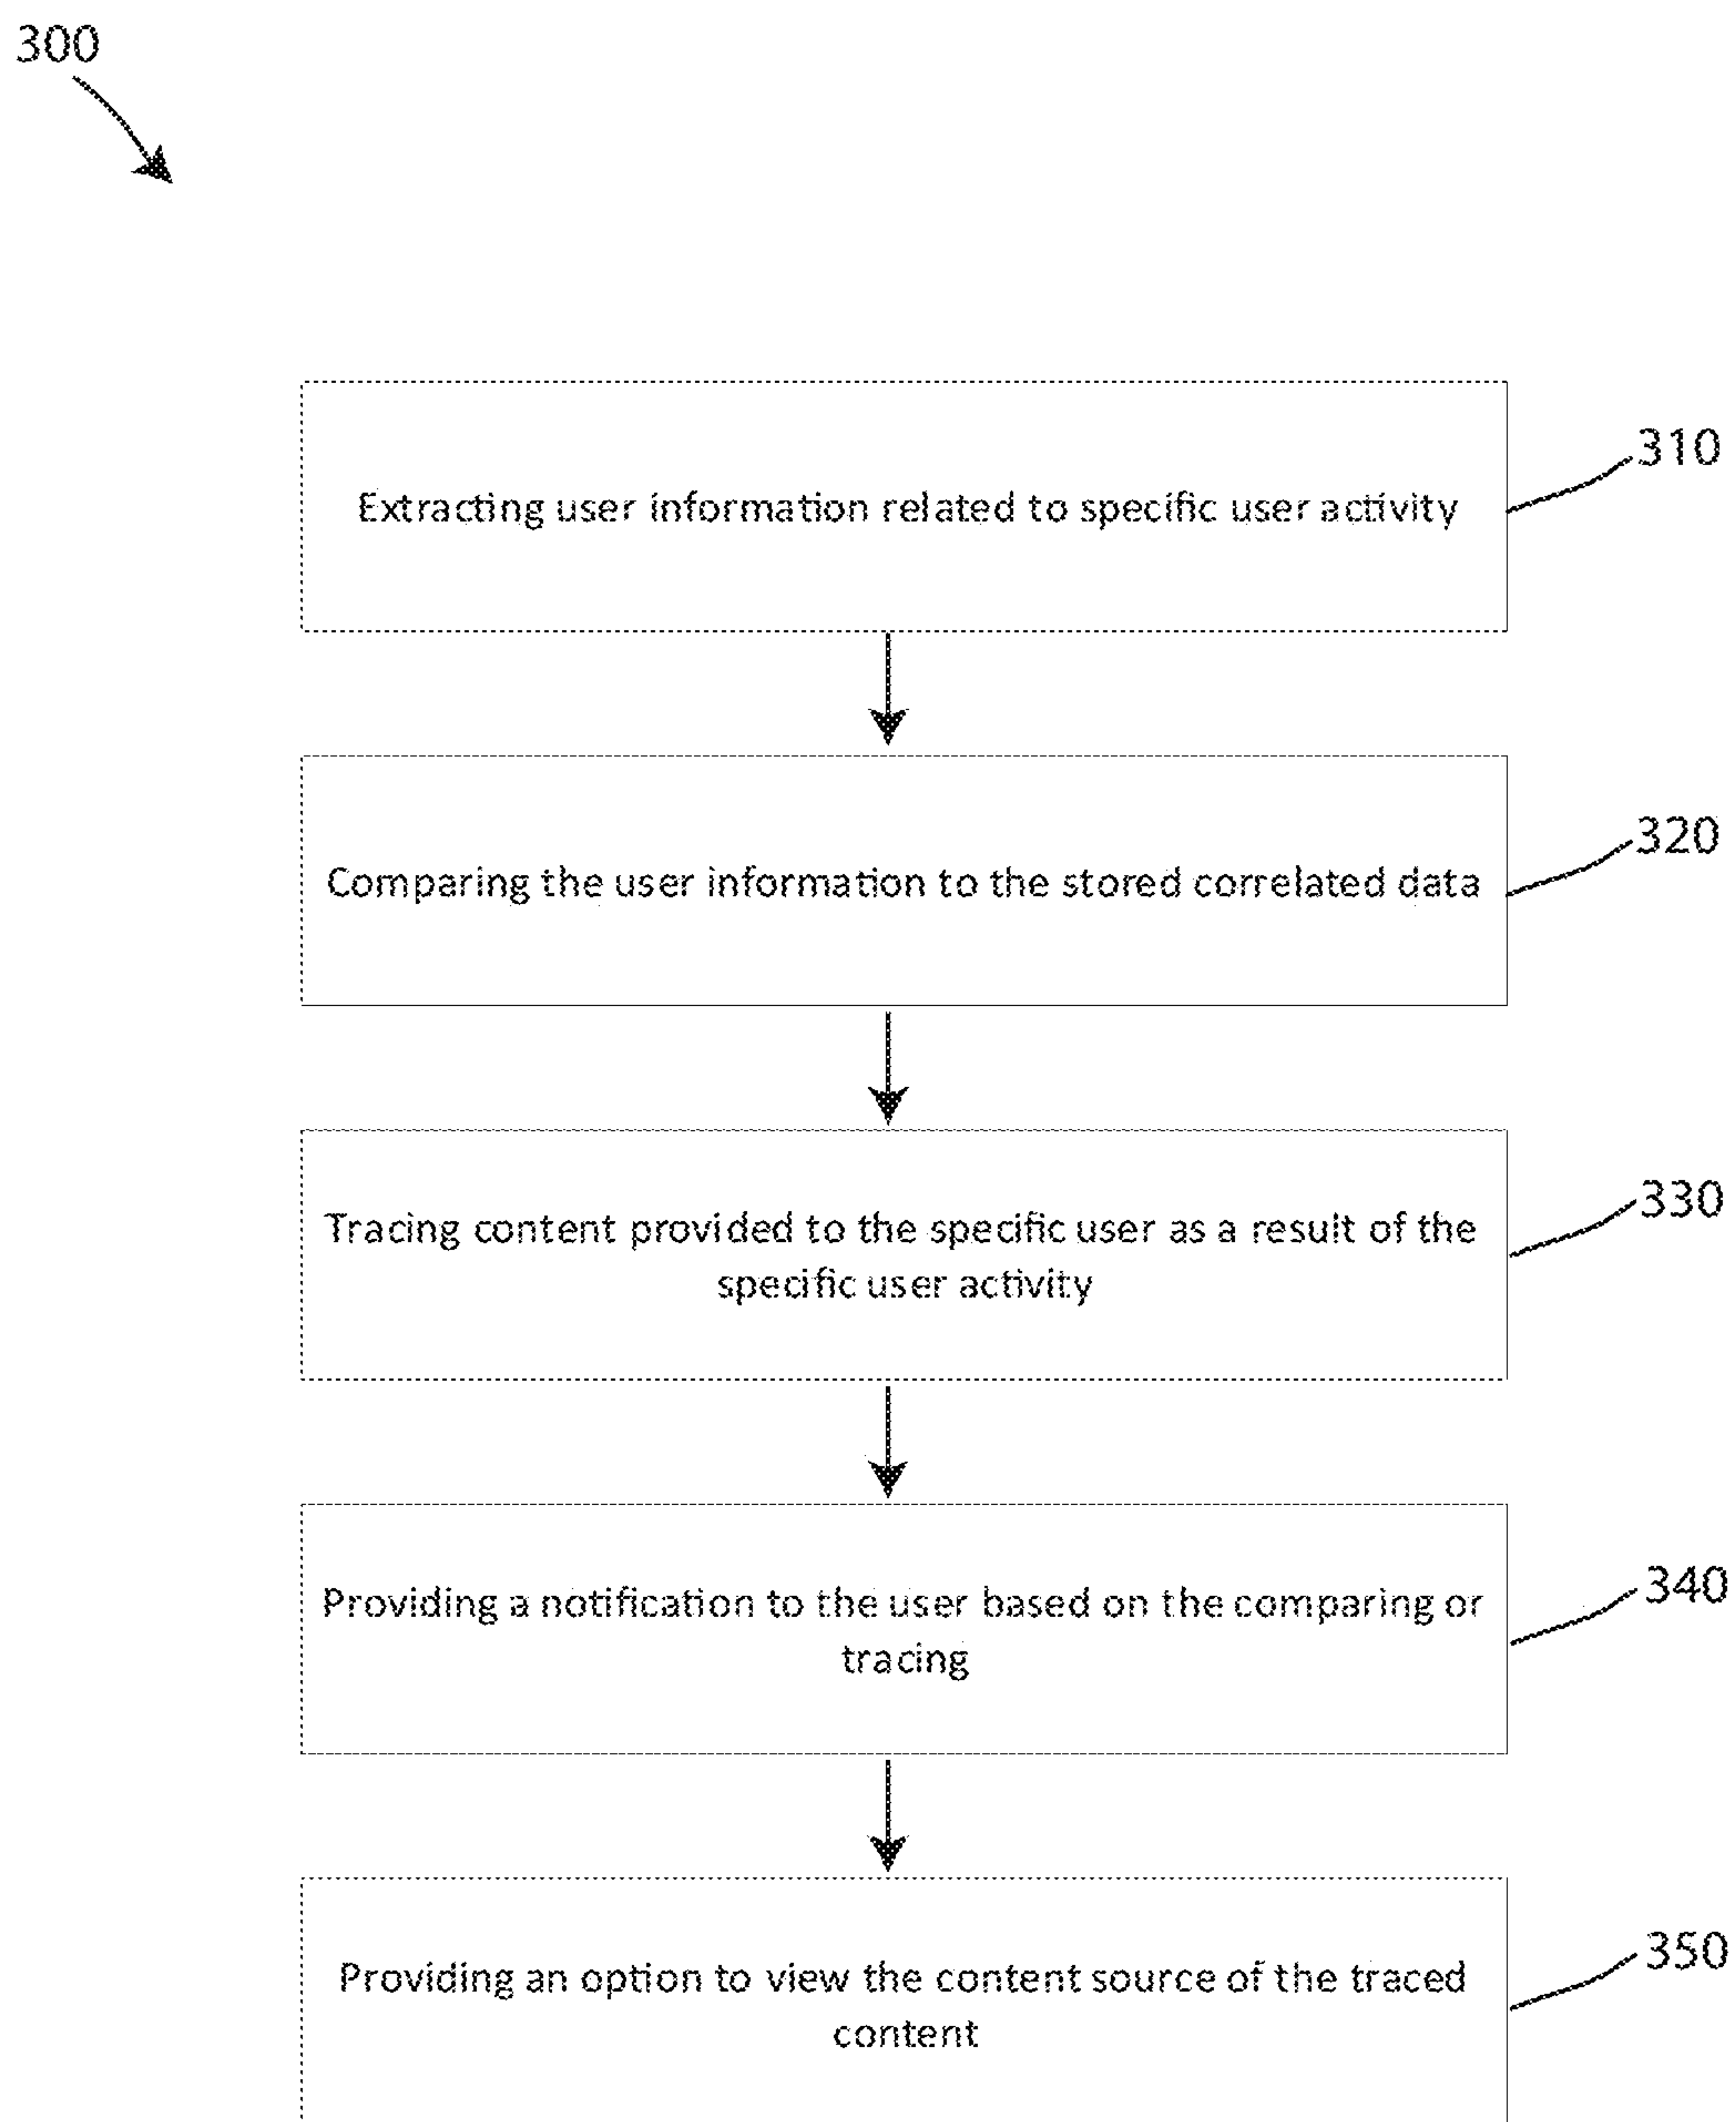 300
Extracting user information related to specific user activity
310
Comparing the user information to the stored correlated data
320
Tracing content provided to the specific user as a result of the
specific user activity
330
Providing a notification to the user based on the comparing or
tracing
340
Providing an option to view the content source of the traced
content
350